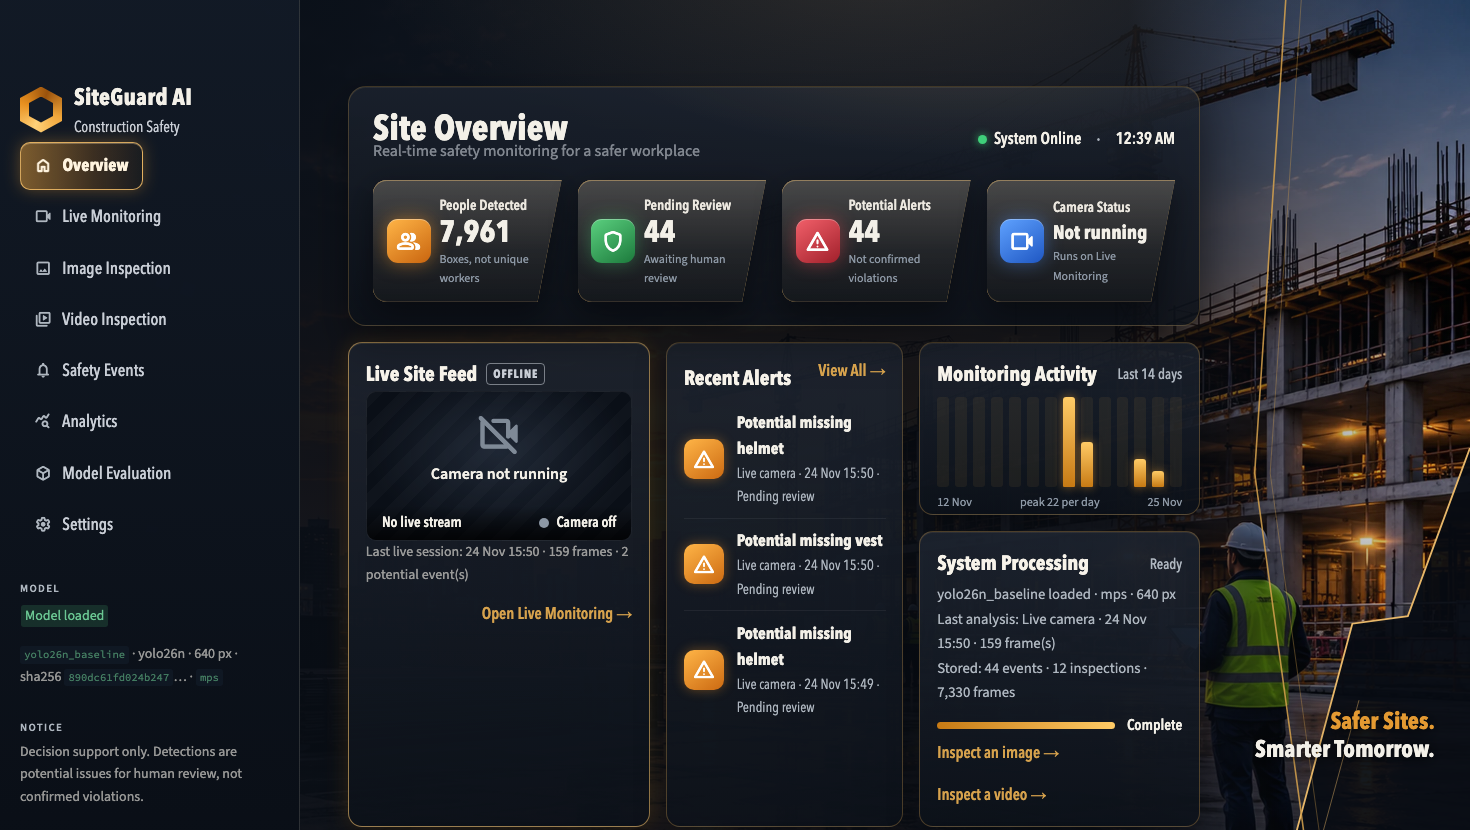 SiteGuard AI
Construction Safety
Overview
Live Monitoring
Image Inspection
Video Inspection
Safety Events
Analytics
Model Evaluation
Settings
MODEL
Model loaded
yolo26n_baseline · yolo26n · 640 px ·
sha256 890dc61fd024b247 … · mps
NOTICE
Decision support only. Detections are
potential issues for human review, not
confirmed violations.
Site Overview
Real-time safety monitoring for a safer workplace
System Online · 12:39 AM
People Detected
7,961
Boxes, not unique
workers
Pending Review
44
Awaiting human
review
Potential Alerts
44
Not confirmed
violations
Camera Status
Not running
Runs on Live
Monitoring
Live Site Feed OFFLINE
Camera not running
No live stream Camera off
Last live session: 24 Nov 15:50 · 159 frames · 2
potential event(s)
Open Live Monitoring →
Recent Alerts View All →
Potential missing
helmet
Live camera · 24 Nov 15:50 ·
Pending review
Potential missing vest
Live camera · 24 Nov 15:50 ·
Pending review
Potential missing
helmet
Live camera · 24 Nov 15:49 ·
Pending review
Monitoring Activity Last 14 days
12 Nov peak 22 per day 25 Nov
System Processing Ready
yolo26n_baseline loaded · mps · 640 px
Last analysis: Live camera · 24 Nov
15:50 · 159 frame(s)
Stored: 44 events · 12 inspections ·
7,330 frames
Complete
Inspect an image →
Inspect a video →
Safer Sites.
Smarter Tomorrow.